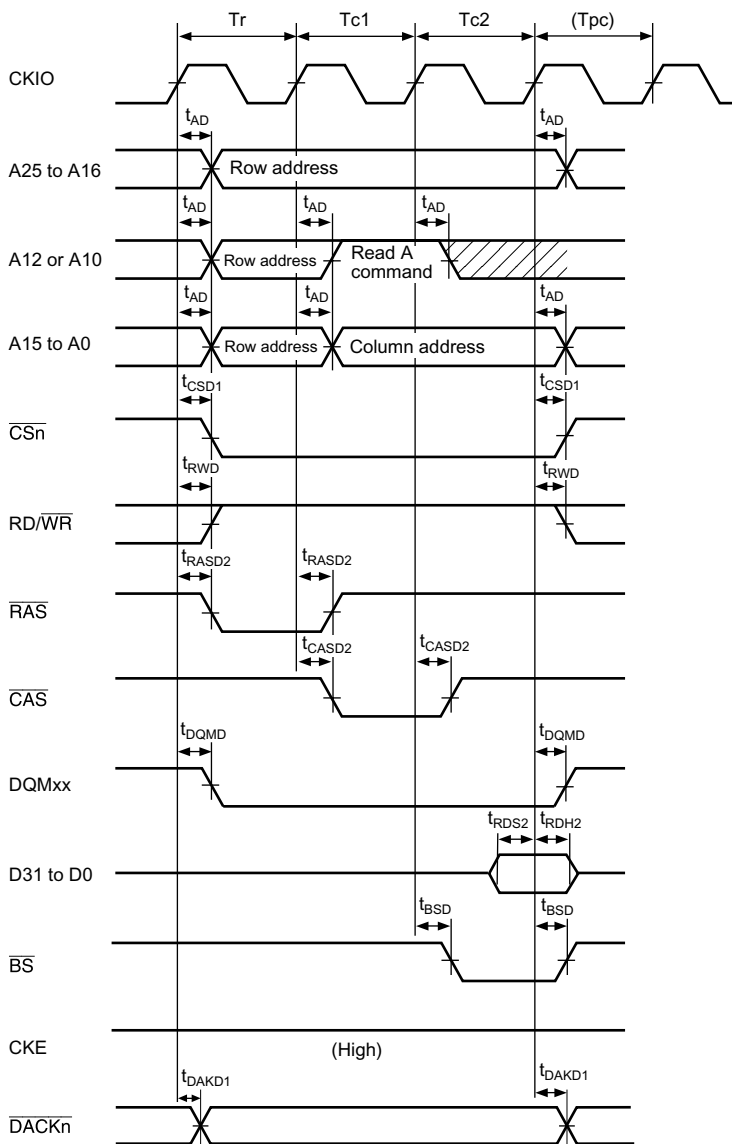 Tr Tc1 Tc2 (Tpc)
CKIO
tAD tAD
A25 to A16 Row address
tAD tAD tAD
A12 or A10 Row address Read A command
tAD tAD tAD
A15 to A0 Row address Column address
tCSD1 tCSD1
CSn
tRWD tRWD
RD/WR
tRASD2 tRASD2
RAS
tCASD2 tCASD2
CAS
tDQMD tDQMD
DQMxx
tRDS2 tRDH2
D31 to D0
tBSD tBSD
BS
CKE (High)
tDAKD1 tDAKD1
DACKn